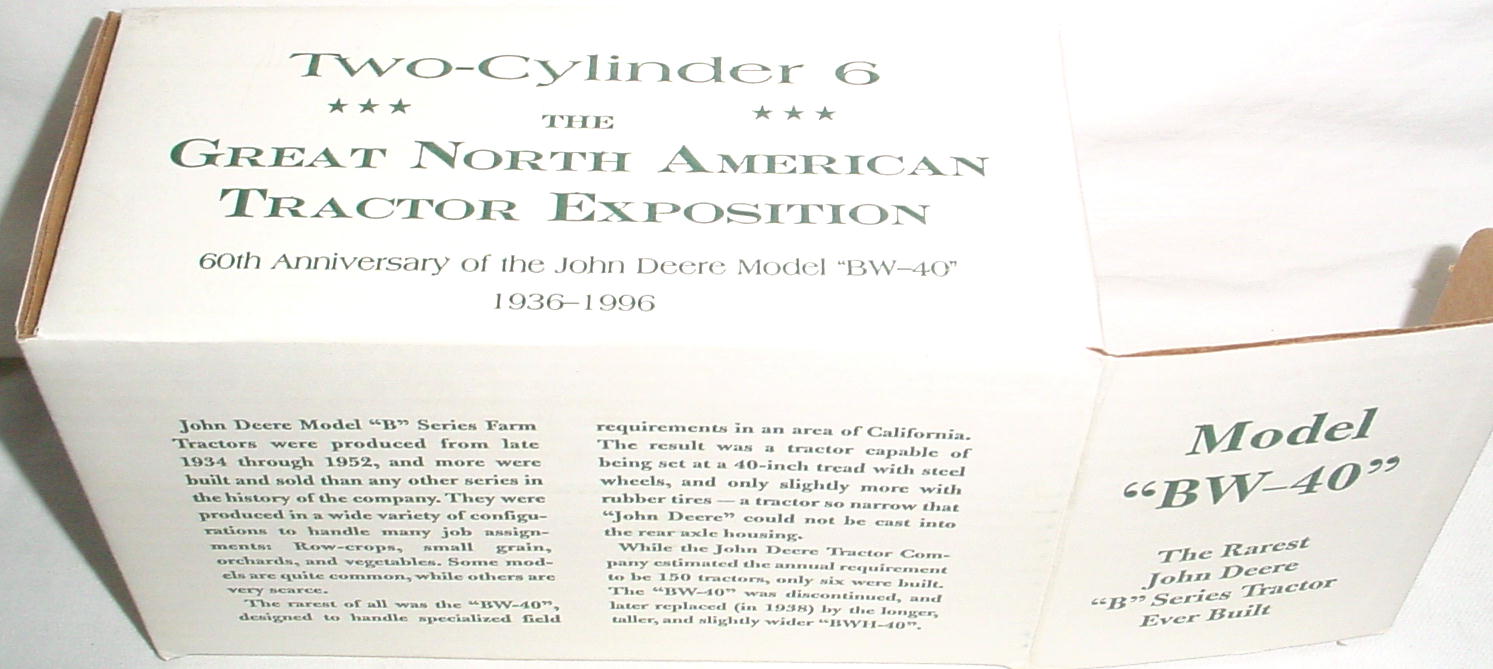 Two-Cylinder 6
★★★ THE ★★★
GREAT NORTH AMERICAN
TRACTOR EXPOSITION
60th Anniversary of the John Deere Model "BW–40"
1936–1996
John Deere Model "B" Series Farm
Tractors were produced from late
1934 through 1952, and more were
built and sold than any other series in
the history of the company. They were
produced in a wide variety of configu-
rations to handle many job assign-
ments: Row-crops, small grain,
orchards, and vegetables. Some mod-
els are quite common, while others are
very scarce.
The rarest of all was the "BW-40",
designed to handle specialized field
requirements in an area of California.
The result was a tractor capable of
being set at a 40-inch tread with steel
wheels, and only slightly more with
rubber tires — a tractor so narrow that
"John Deere" could not be cast into
the rear axle housing.
While the John Deere Tractor Com-
pany estimated the annual requirement
to be 150 tractors, only six were built.
The "BW-40" was discontinued, and
later replaced (in 1938) by the longer,
taller, and slightly wider "BWH-40".
Model
"BW–40"
The Rarest
John Deere
"B" Series Tractor
Ever Built